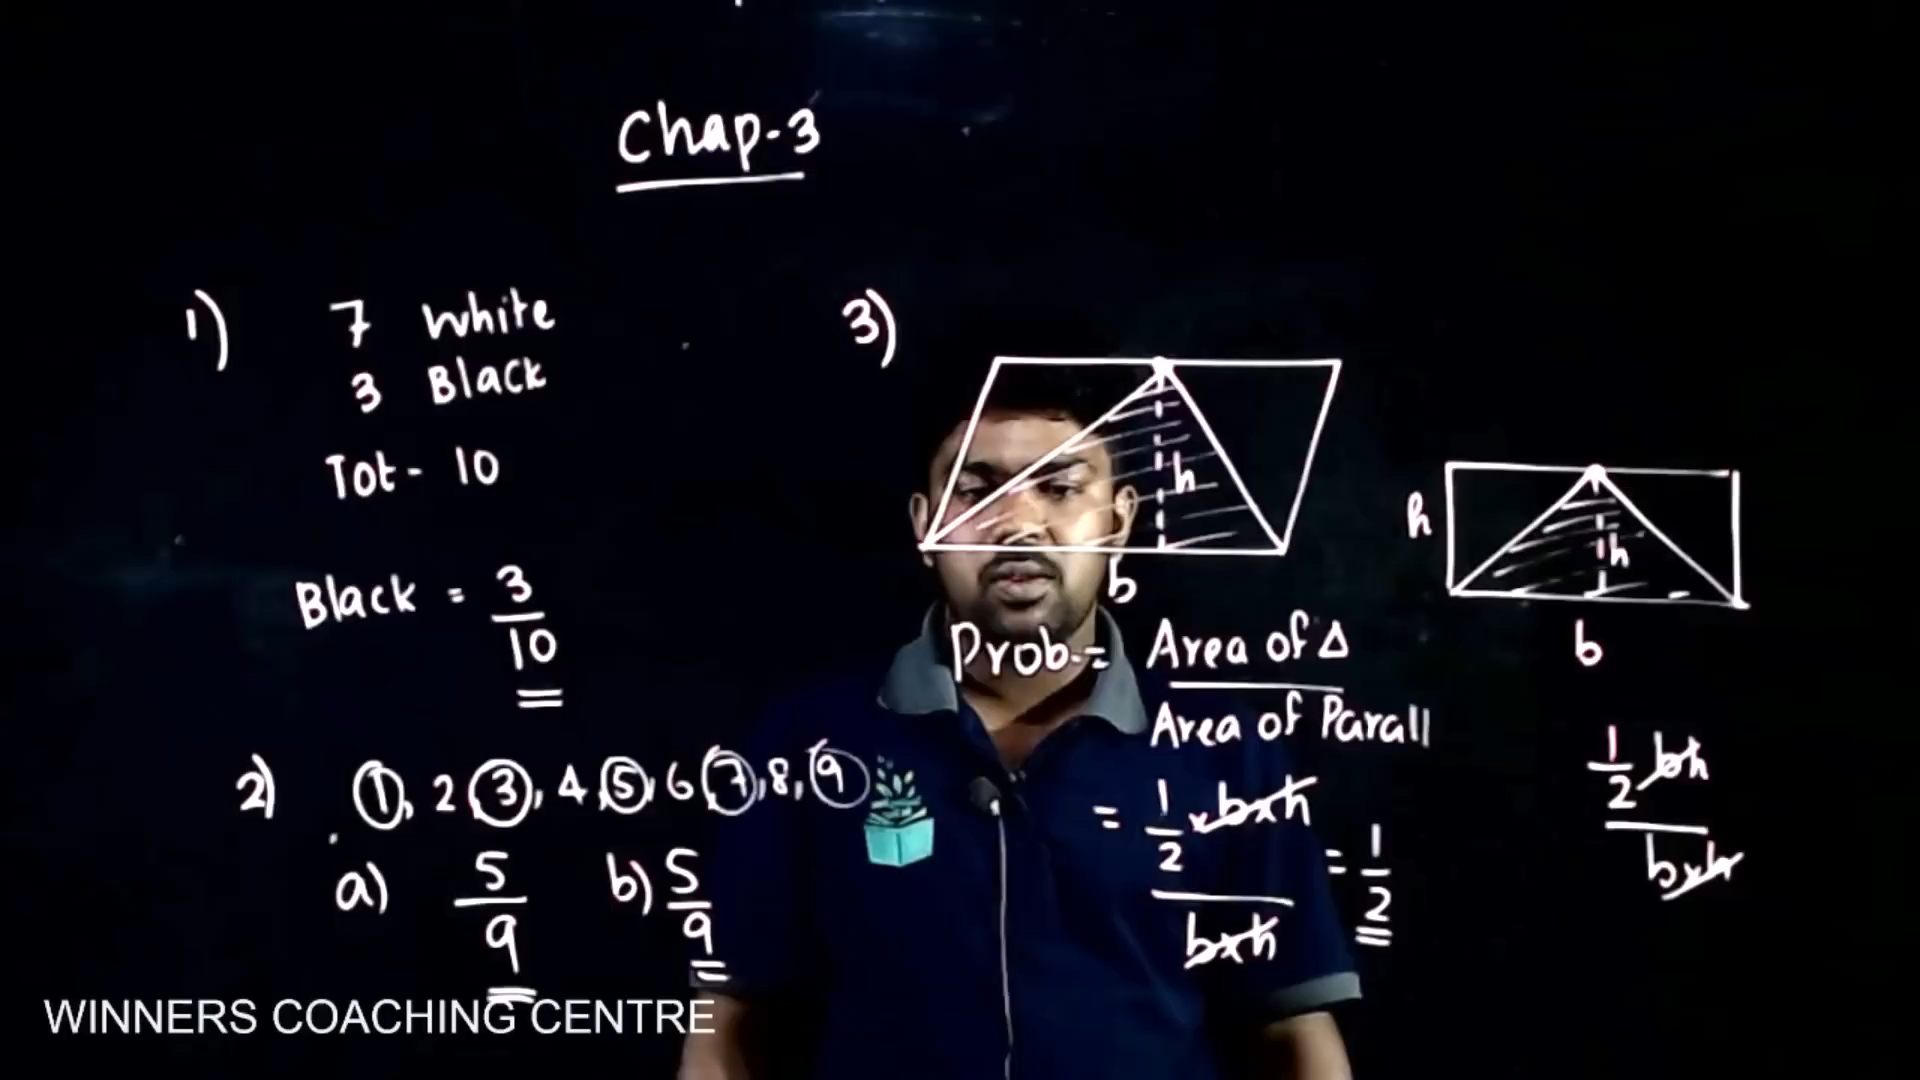 Chap-3
1) 7 White
3 Black
Tot - 10
Black = 3/10
2) 1, 2 3, 4, 5, 6 7, 8, 9
a) 5/9 b) 5/9
3)
h
b
Prob. = Area of Δ / Area of Parall
= 1/2 × b×h / b×h = 1/2
h
h
b
1/2 bh / b×h
WINNERS COACHING CENTRE